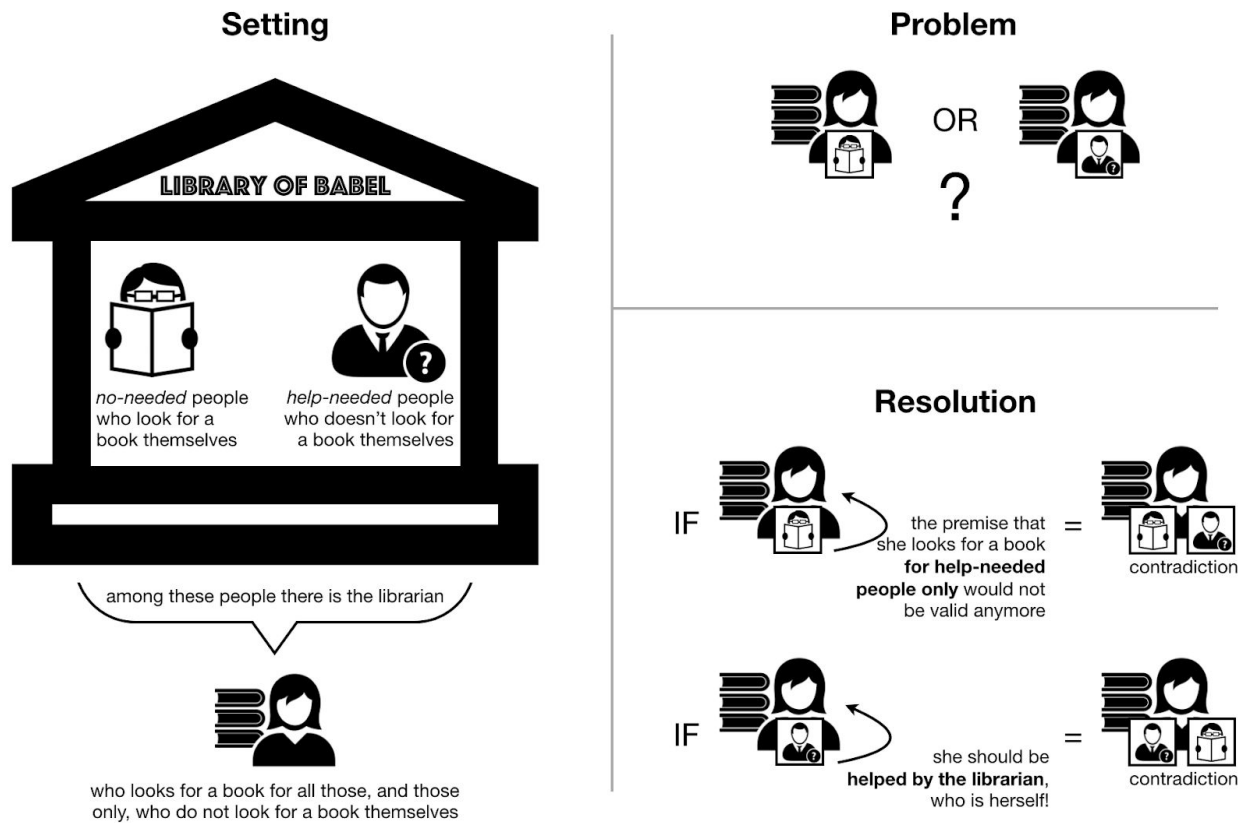 Setting
LIBRARY OF BABEL
?
no-needed people
who look for a
book themselves
help-needed people
who doesn't look for
a book themselves
among these people there is the librarian
who looks for a book for all those, and those
only, who do not look for a book themselves
Problem
OR
?
?
Resolution
IF
the premise that
she looks for a book
for help-needed
people only would not
be valid anymore
=
?
contradiction
IF
?
she should be
helped by the librarian,
who is herself!
=
?
contradiction